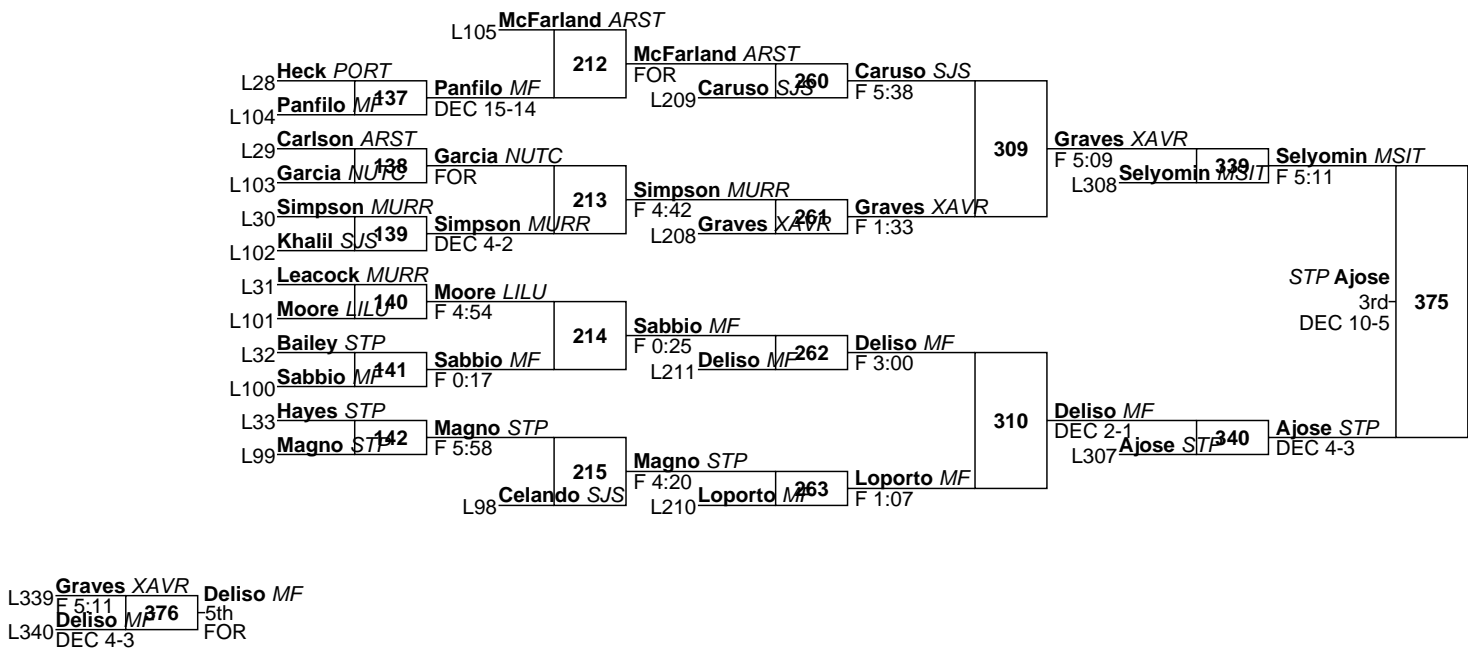 L105 McFarland ARST
212 McFarland ARST
FOR
L28 Heck PORT
137 Panfilo MF
DEC 15-14
L104 Panfilo MF
L209 Caruso SJS
260 Caruso SJS
F 5:38
L29 Carlson ARST
138 Garcia NUTC
FOR
L103 Garcia NUTC
213 Simpson MURR
F 4:42
L30 Simpson MURR
139 Simpson MURR
DEC 4-2
L102 Khalil SJS
L208 Graves XAVR
261 Graves XAVR
F 1:33
309 Graves XAVR
F 5:09
L308 Selyomin MSIT
339 Selyomin MSIT
F 5:11
L31 Leacock MURR
140 Moore LILU
F 4:54
L101 Moore LILU
214 Sabbio MF
F 0:25
L32 Bailey STP
141 Sabbio MF
F 0:17
L100 Sabbio MF
L211 Deliso MF
262 Deliso MF
F 3:00
STP Ajose
3rd
DEC 10-5
375
L33 Hayes STP
142 Magno STP
F 5:58
L99 Magno STP
215 Magno STP
F 4:20
L98 Celando SJS
L210 Loporto MF
263 Loporto MF
F 1:07
310 Deliso MF
DEC 2-1
L307 Ajose STP
340 Ajose STP
DEC 4-3
L339 Graves XAVR
F 5:11
376 Deliso MF
5th
FOR
L340 Deliso MF
DEC 4-3